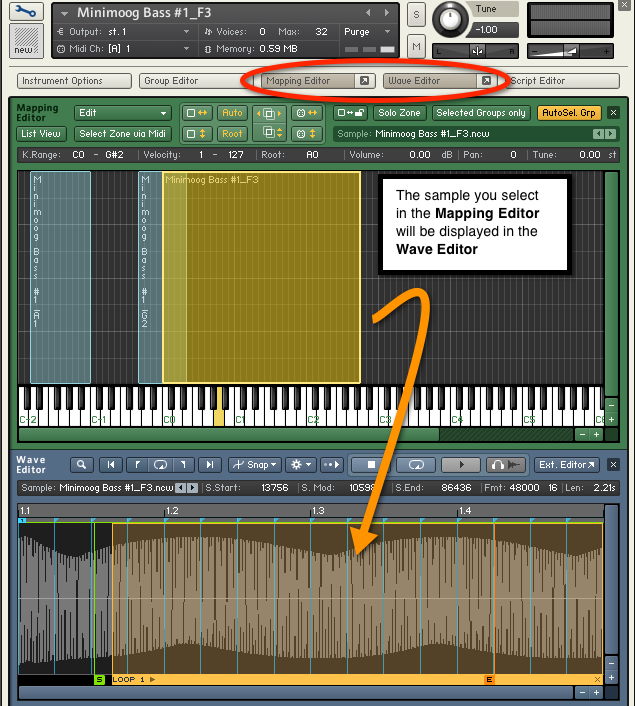 Minimoog Bass #1_F3
Output: st. 1 Voices: 0 Max: 32 Purge
Midi Ch: [A] 1 Memory: 0.59 MB
new
S
M
Tune
-1.00
L R
Instrument Options Group Editor Mapping Editor Wave Editor Script Editor
Mapping
Editor
Edit
Auto
Solo Zone Selected Groups only AutoSel. Grp
List View Select Zone via Midi
Root
Sample: Minimoog Bass #1_F3.ncw
K.Range: C0 - G#2 Velocity: 1 - 127 Root: A0 Volume: 0.00 dB Pan: 0 Tune: 0.00 st
Minimoog Bass #1_A1
Minimoog Bass #1_G2
Minimoog Bass #1_F3
The sample you select
in the Mapping Editor
will be displayed in the
Wave Editor
C-2 C-1 C0 C1 C2 C3 C4 C5
Wave
Editor
Snap
Ext. Editor
Sample: Minimoog Bass #1_F3.ncw S.Start: 13756 S. Mod: 10598 S.End: 86436 Fmt: 48000 16 Len: 2.21s
1.1 1.2 1.3 1.4
S LOOP 1 E